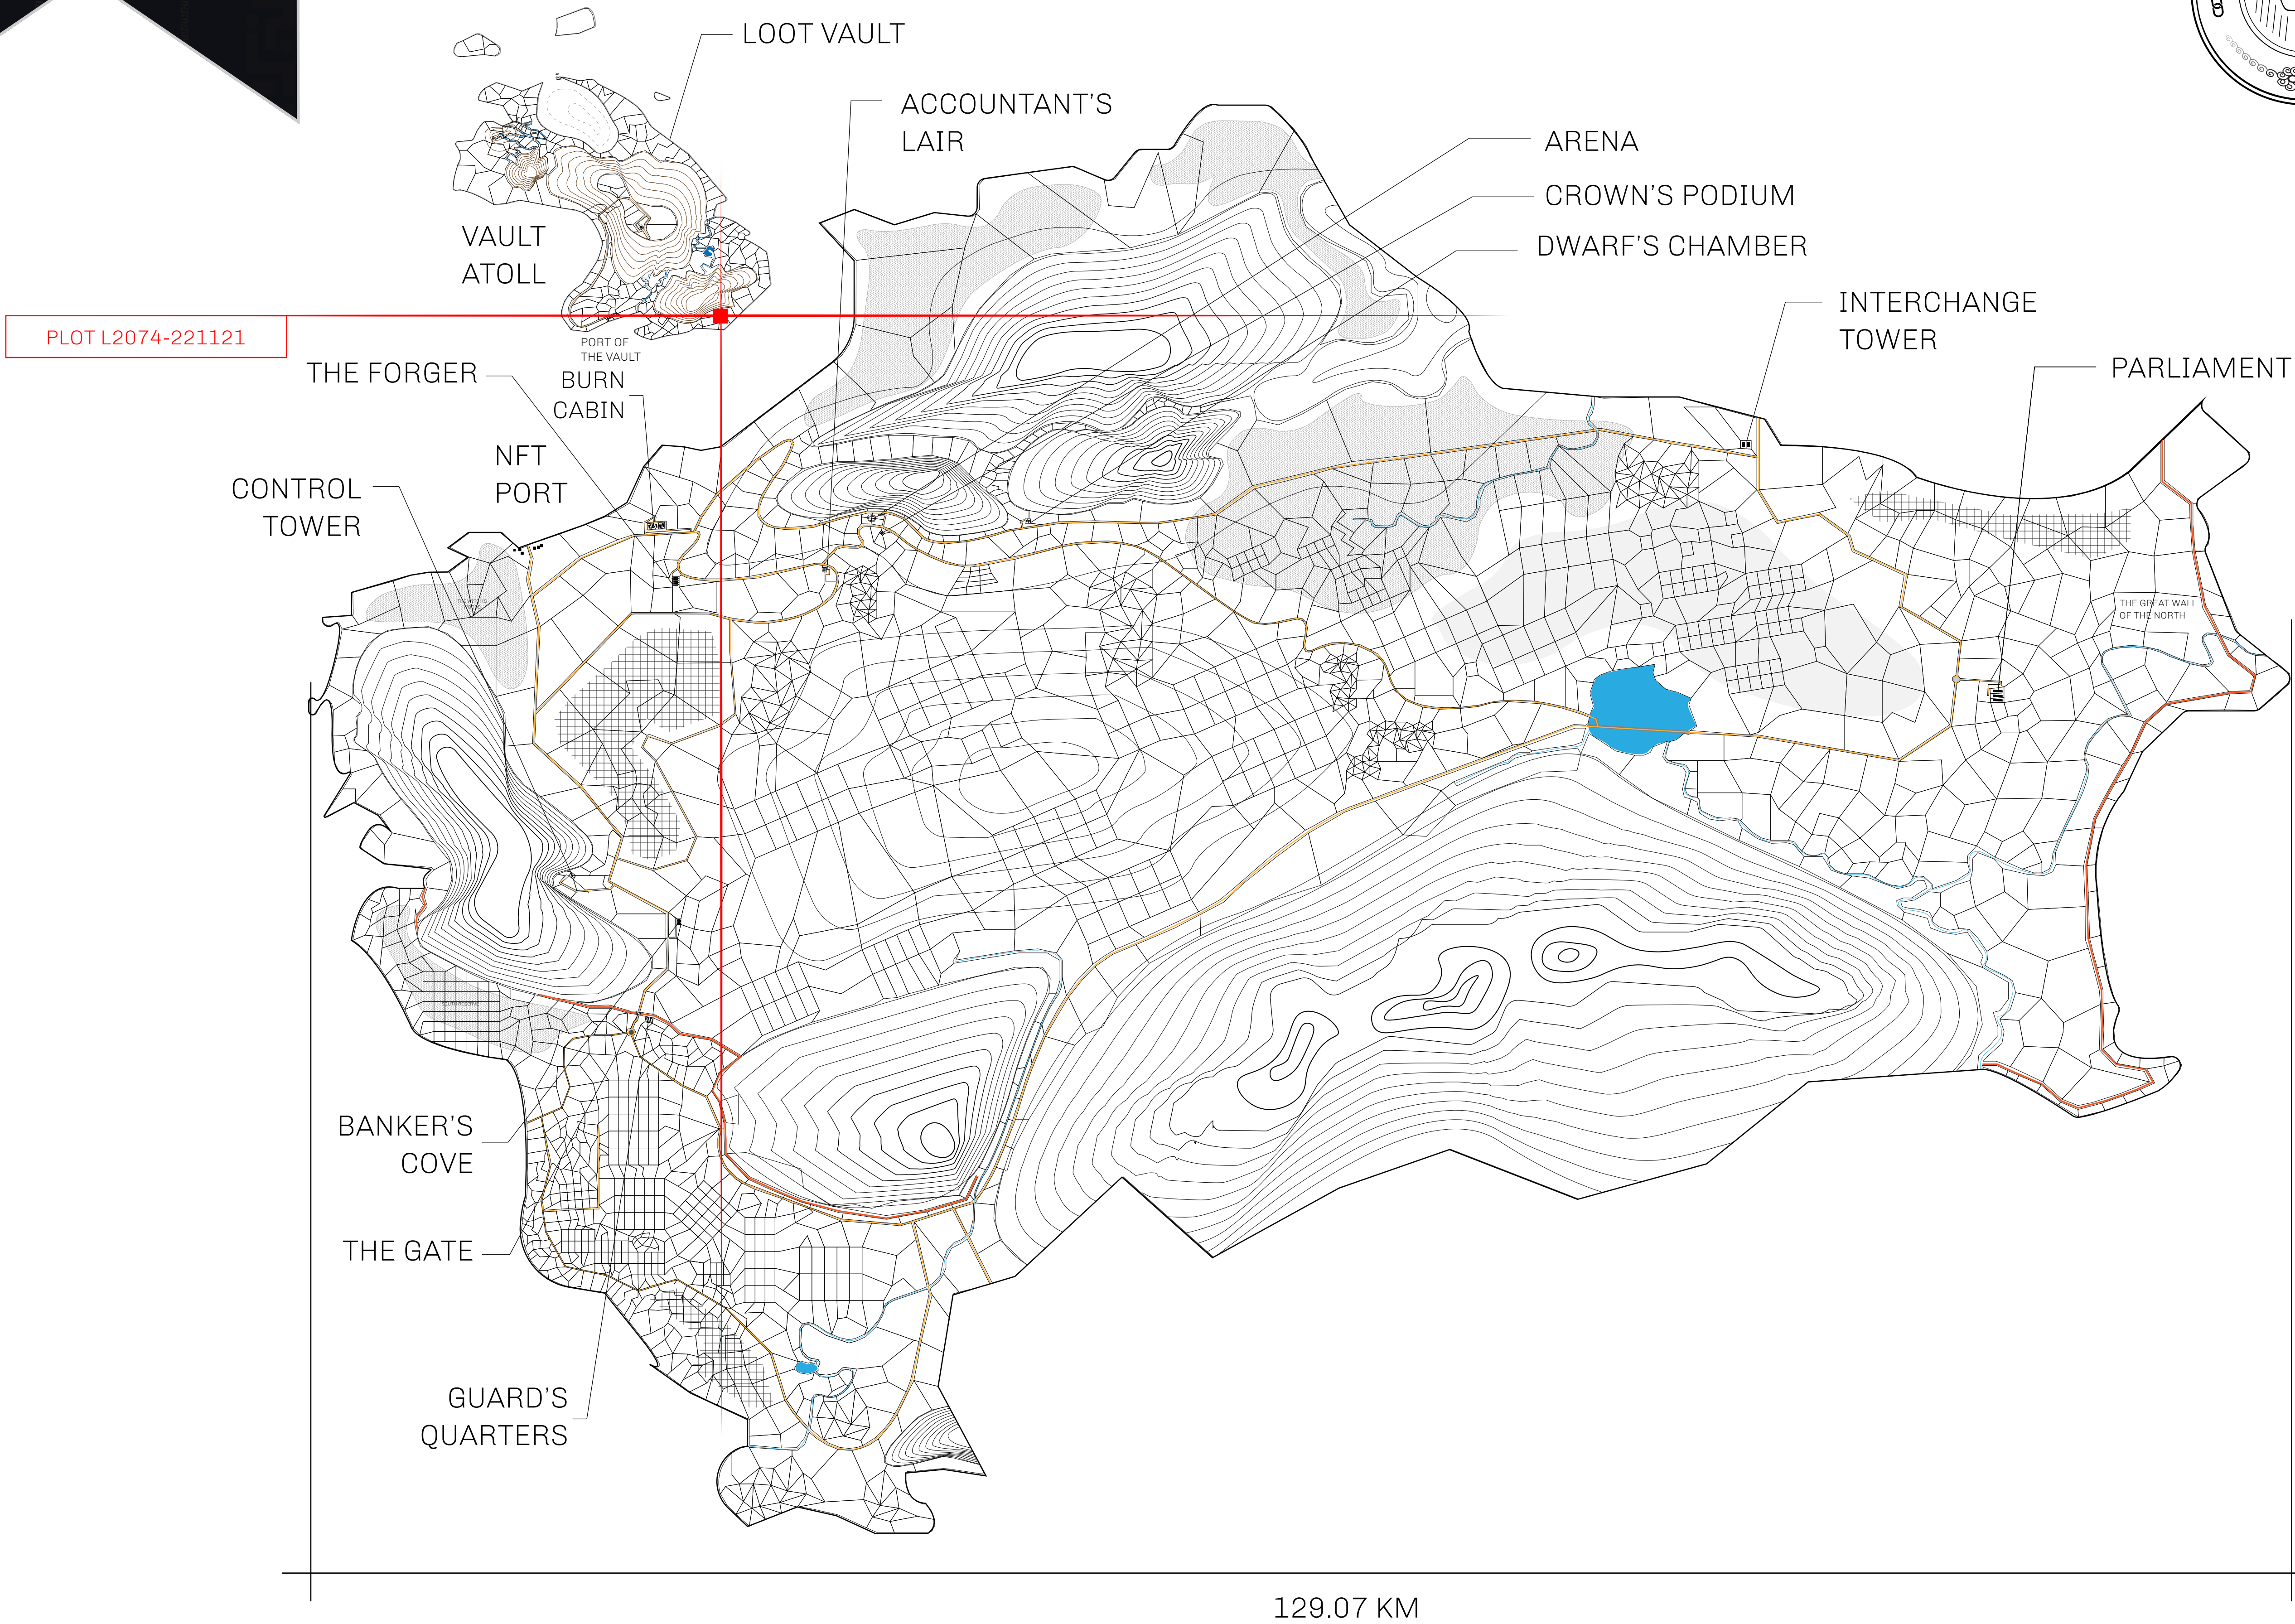 LOOT VAULT
ACCOUNTANT'S
LAIR
ARENA
CROWN'S PODIUM
DWARF'S CHAMBER
VAULT
ATOLL
INTERCHANGE
TOWER
PLOT L2074-221121
PORT OF
THE VAULT
PARLIAMENT
THE FORGER
BURN
CABIN
NFT
PORT
CONTROL
TOWER
THE GREAT WALL
OF THE NORTH
SOUTH RESERVE
BANKER'S
COVE
THE GATE
GUARD'S
QUARTERS
129.07 KM